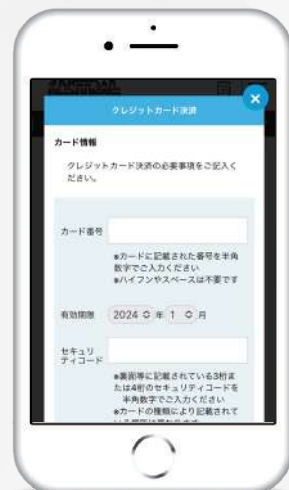 クレジットカード決済
カード情報
クレジットカード決済の必要事項をご記入く
ださい。
カード番号
※カードに記載された番号を半角
数字でご入力ください
※ハイフンやスペースは不要です
有効期限 2024 年 1 月
セキュリ
ティコード
※裏面等に記載されている3桁ま
たは4桁のセキュリティコードを
半角数字でご入力ください
※カードの種類により記載されて